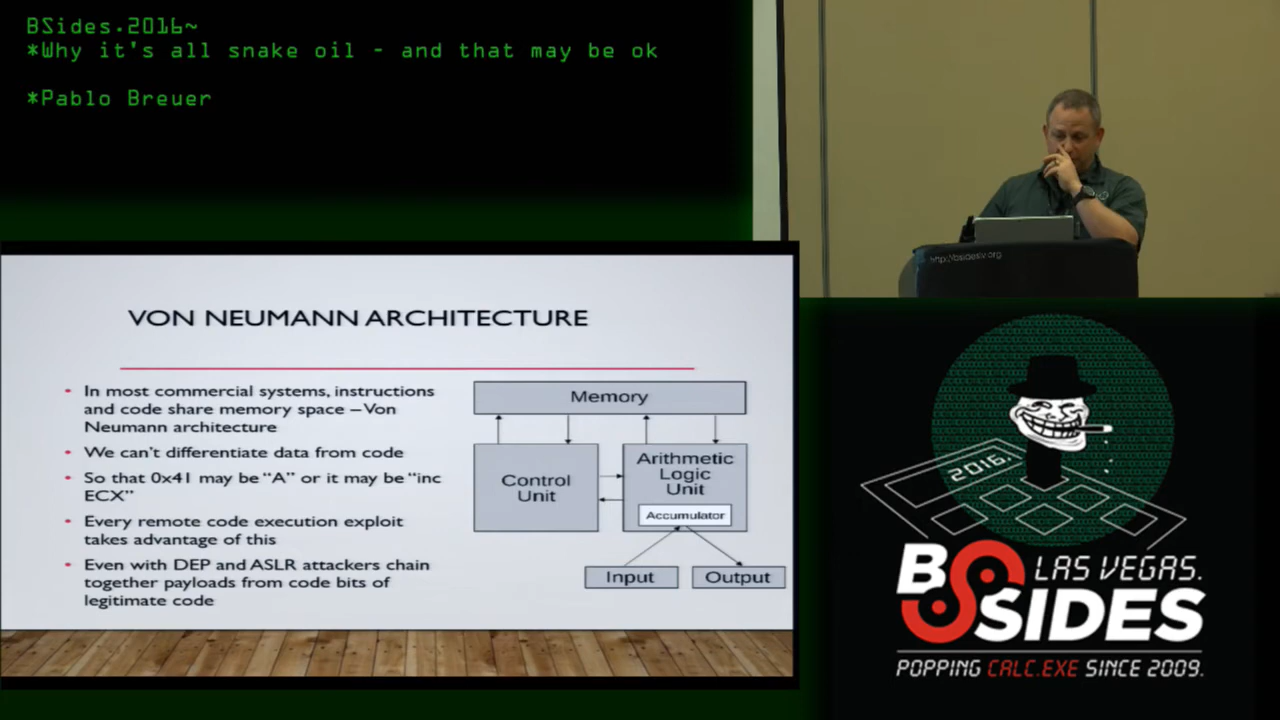 BSides.2016~
*Why it's all snake oil - and that may be ok
*Pablo Breuer
http://bsideslv.org
VON NEUMANN ARCHITECTURE
• In most commercial systems, instructions
and code share memory space – Von
Neumann architecture
• We can't differentiate data from code
• So that 0x41 may be “A” or it may be “inc
ECX”
• Every remote code execution exploit
takes advantage of this
• Even with DEP and ASLR attackers chain
together payloads from code bits of
legitimate code
Memory
Control
Unit
Arithmetic
Logic
Unit
Accumulator
Input
Output
2016.
BSIDES
LAS VEGAS.
POPPING CALC.EXE SINCE 2009.